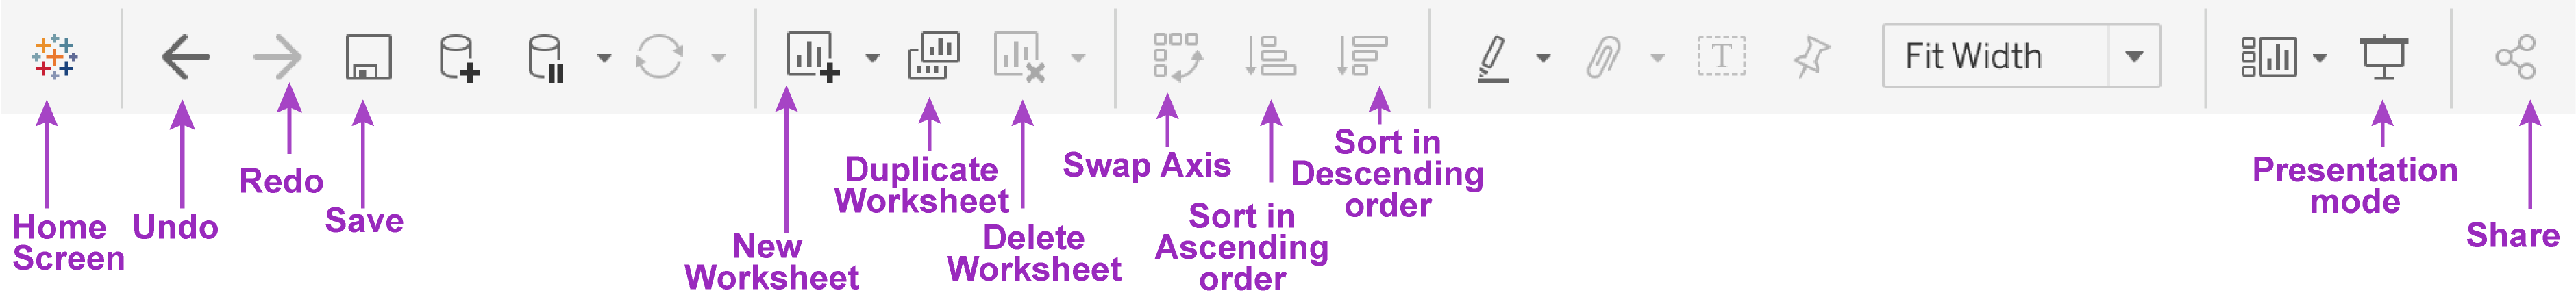 T
Fit Width
Home
Screen
Undo
Redo
Save
New
Worksheet
Duplicate
Worksheet
Delete
Worksheet
Swap Axis
Sort in
Ascending
order
Sort in
Descending
order
Presentation
mode
Share